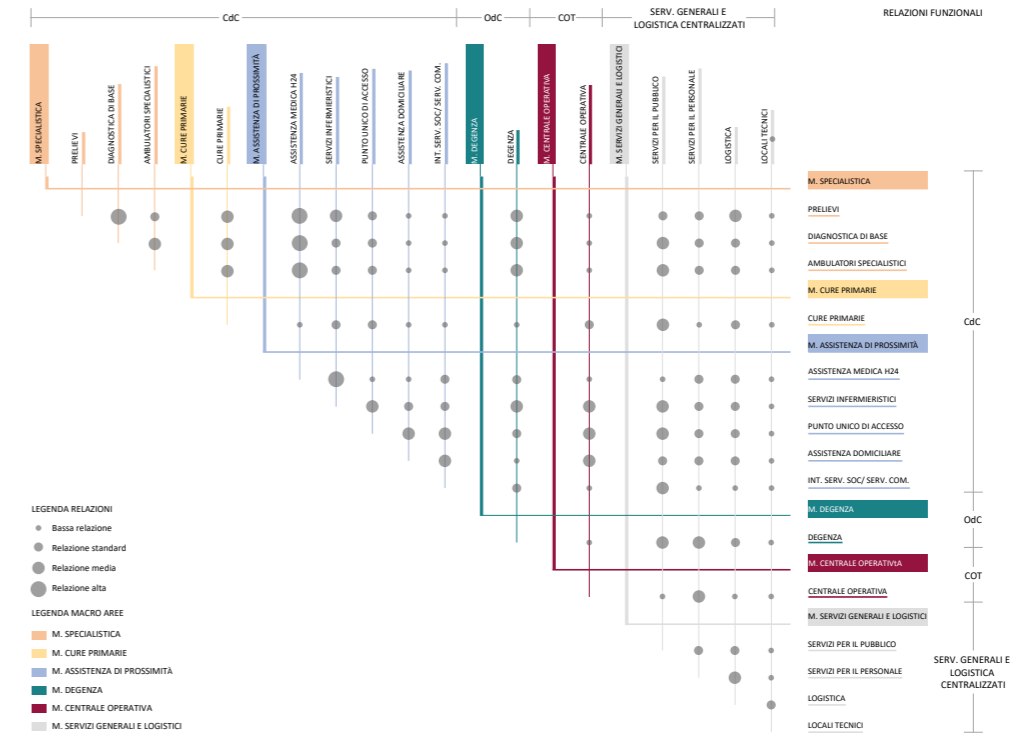 CdC
OdC
COT
SERV. GENERALI E
LOGISTICA CENTRALIZZATI
RELAZIONI FUNZIONALI
M. SPECIALISTICA
PRELIEVI
DIAGNOSTICA DI BASE
AMBULATORI SPECIALISTICI
M. CURE PRIMARIE
CURE PRIMARIE
M. ASSISTENZA DI PROSSIMITÀ
ASSISTENZA MEDICA H24
SERVIZI INFERMIERISTICI
PUNTO UNICO DI ACCESSO
ASSISTENZA DOMICILIARE
INT. SERV. SOC/ SERV. COM.
M. DEGENZA
DEGENZA
M. CENTRALE OPERATIVA
CENTRALE OPERATIVA
M. SERVIZI GENERALI E LOGISTICI
SERVIZI PER IL PUBBLICO
SERVIZI PER IL PERSONALE
LOGISTICA
LOCALI TECNICI
M. SPECIALISTICA
PRELIEVI
DIAGNOSTICA DI BASE
AMBULATORI SPECIALISTICI
M. CURE PRIMARIE
CURE PRIMARIE
M. ASSISTENZA DI PROSSIMITÀ
ASSISTENZA MEDICA H24
SERVIZI INFERMIERISTICI
PUNTO UNICO DI ACCESSO
ASSISTENZA DOMICILIARE
INT. SERV. SOC/ SERV. COM.
M. DEGENZA
DEGENZA
M. CENTRALE OPERATIVtA
CENTRALE OPERATIVA
M. SERVIZI GENERALI E LOGISTICI
SERVIZI PER IL PUBBLICO
SERVIZI PER IL PERSONALE
LOGISTICA
LOCALI TECNICI
CdC
OdC
COT
SERV. GENERALI E
LOGISTICA
CENTRALIZZATI
LEGENDA RELAZIONI
Bassa relazione
Relazione standard
Relazione media
Relazione alta
LEGENDA MACRO AREE
M. SPECIALISTICA
M. CURE PRIMARIE
M. ASSISTENZA DI PROSSIMITÀ
M. DEGENZA
M. CENTRALE OPERATIVA
M. SERVIZI GENERALI E LOGISTICI